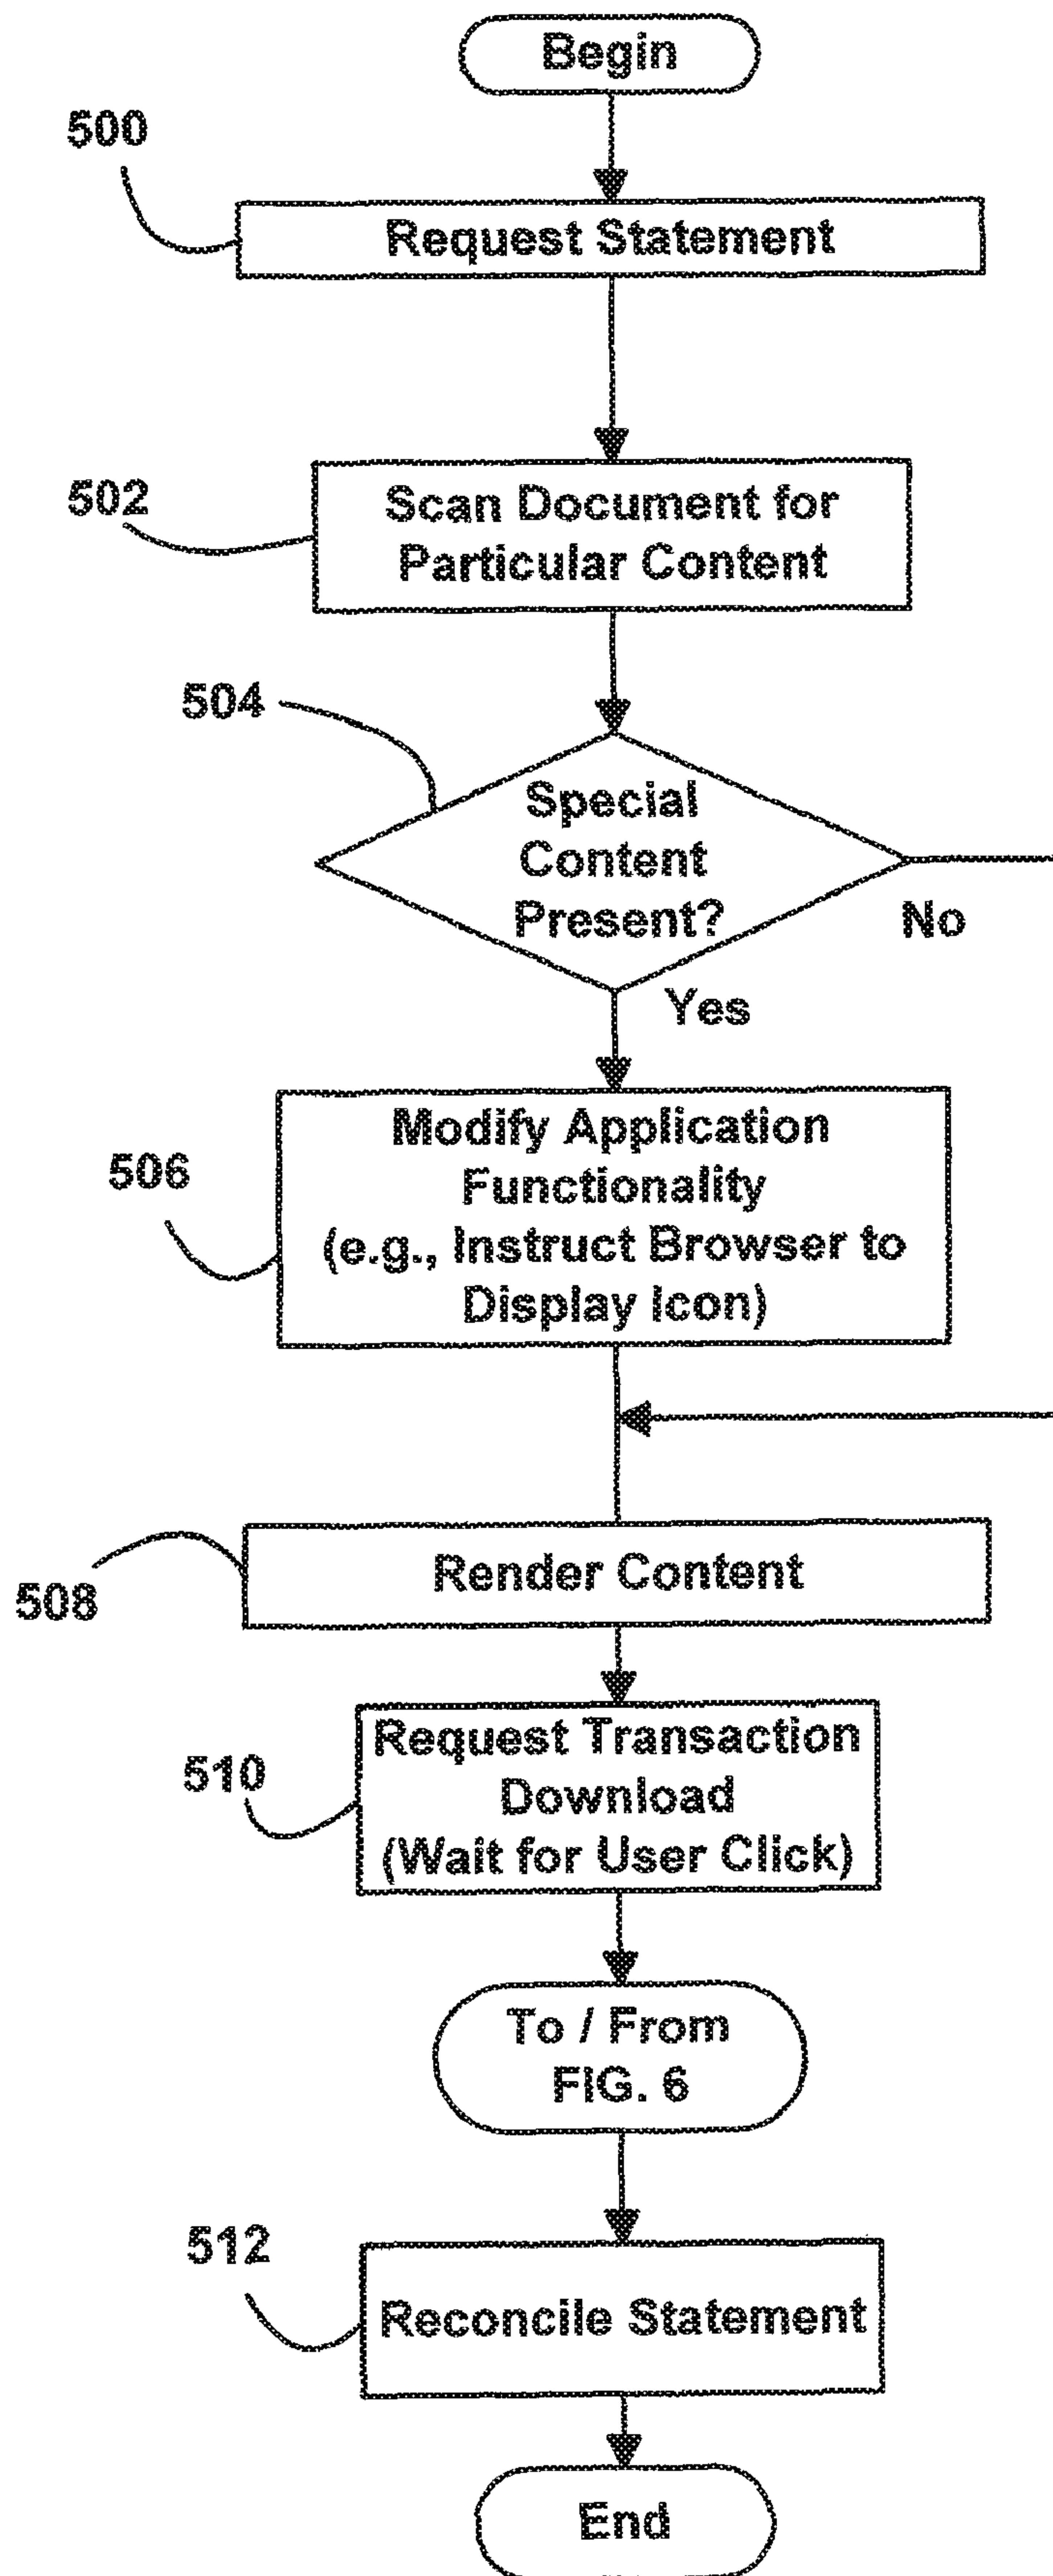 Begin
500
Request Statement
502
Scan Document for
Particular Content
504
Special
Content
Present?
No
Yes
506
Modify Application
Functionality
(e.g., Instruct Browser to
Display Icon)
508
Render Content
510
Request Transaction
Download
(Wait for User Click)
To / From
FIG. 6
512
Reconcile Statement
End